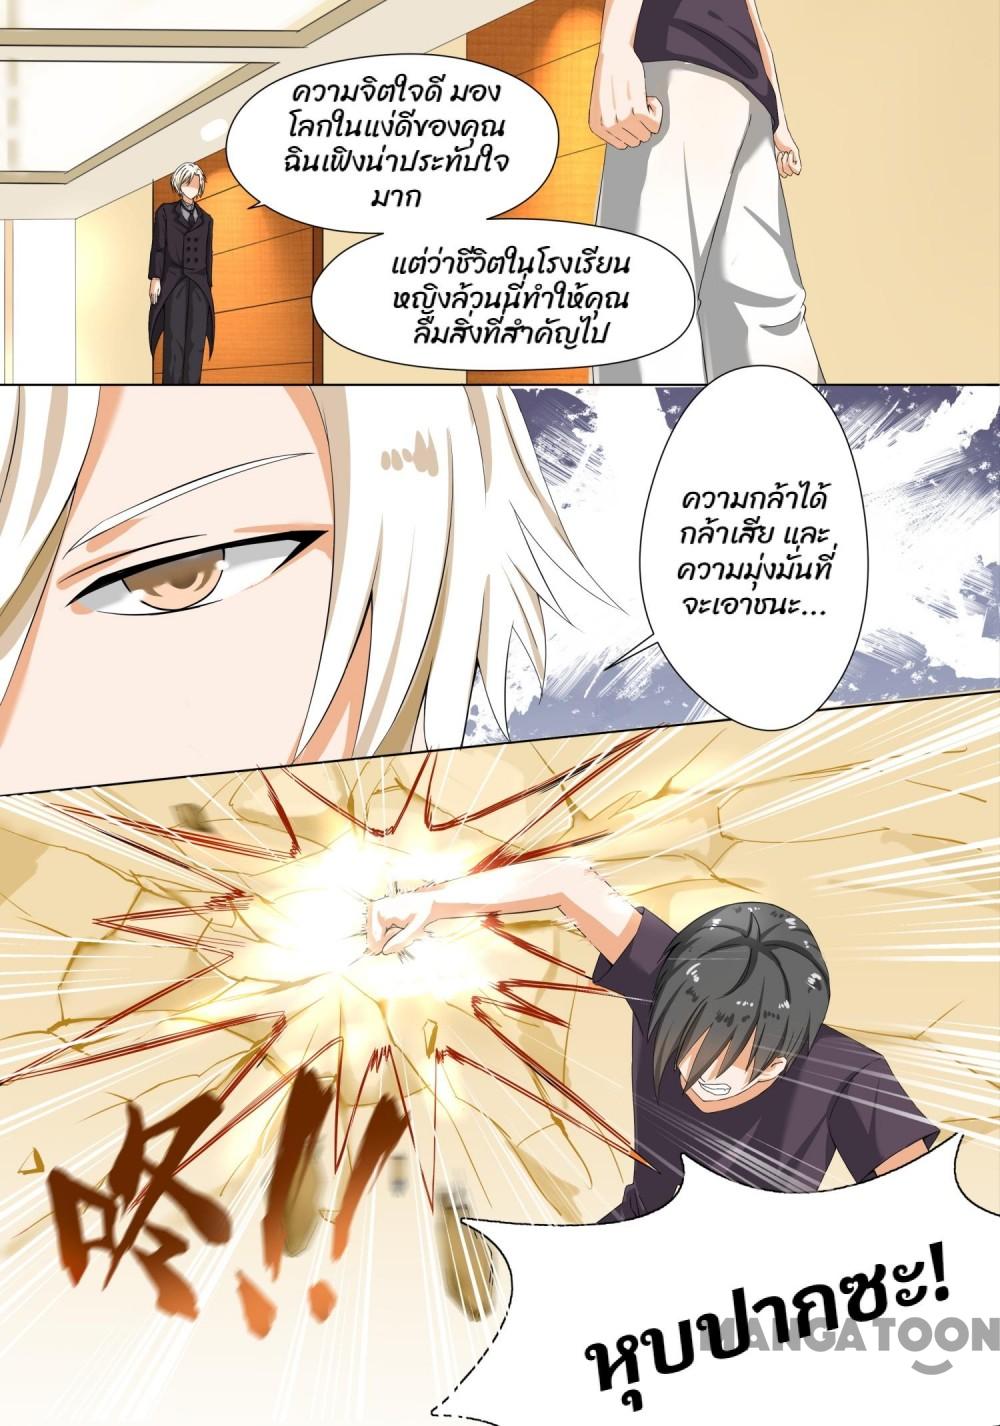 ความจิตใจดี มอง
โลกในแง่ดีของคุณ
ฉินเฟิงน่าประทับใจ
มาก
แต่ว่าชีวิตในโรงเรียน
หญิงล้วนนี่ทำให้คุณ
ลืมสิ่งที่สำคัญไป
ความกล้าได้
กล้าเสีย และ
ความมุ่งมั่นที่
จะเอาชนะ...
咚!!
หุบปากซะ!
MANGATOON